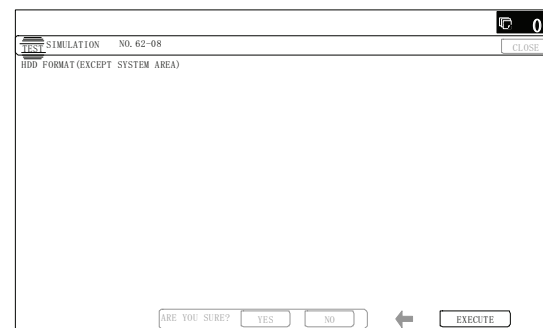 0
TEST SIMULATION NO. 62-08
CLOSE
HDD FORMAT(EXCEPT SYSTEM AREA)
ARE YOU SURE? YES NO EXECUTE